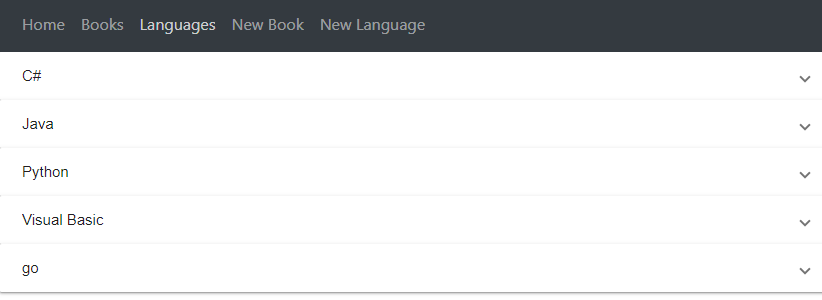 Home Books Languages New Book New Language
C#
Java
Python
Visual Basic
go